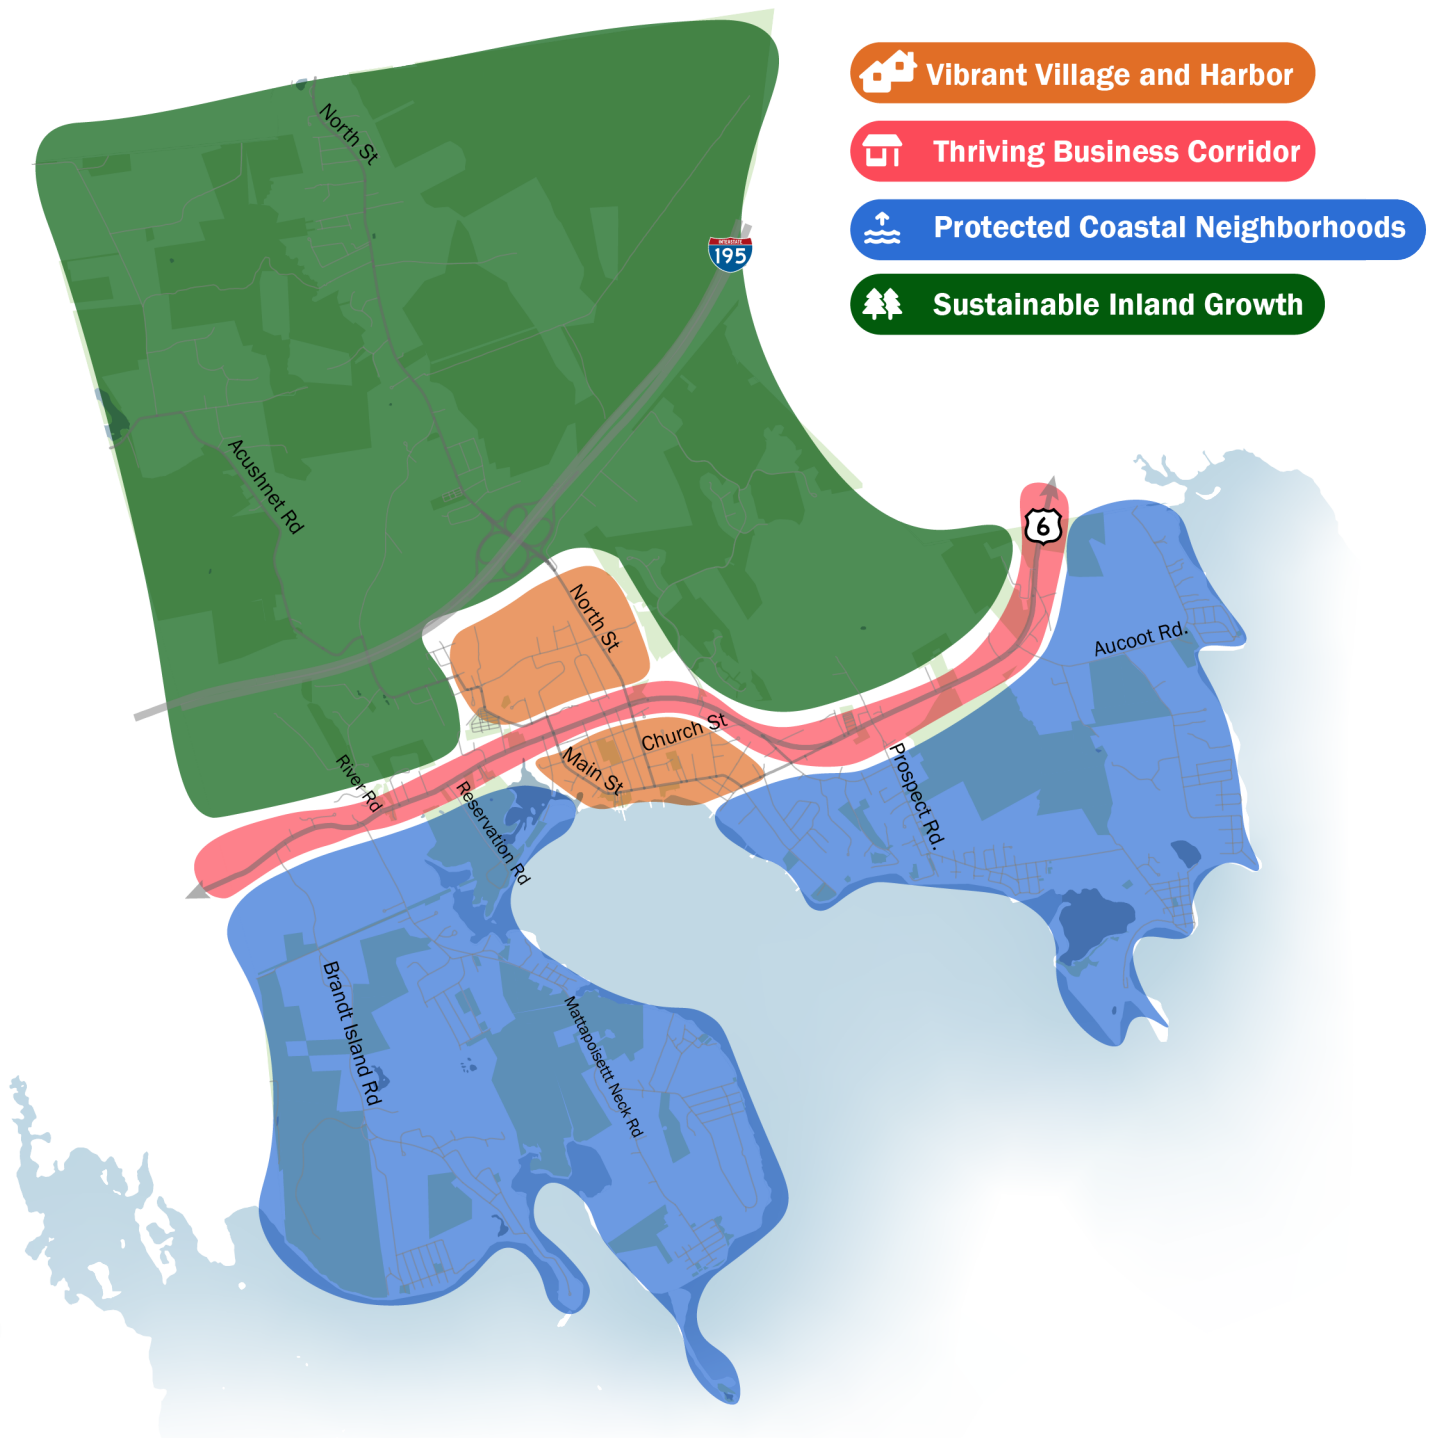 Vibrant Village and Harbor
Thriving Business Corridor
Protected Coastal Neighborhoods
Sustainable Inland Growth
North St
INTERSTATE
195
Acushnet Rd
6
North St
Aucoot Rd.
Church St
Main St
River Rd
Reservation Rd
Prospect Rd.
Brandt Island Rd
Mattapoisettt Neck Rd